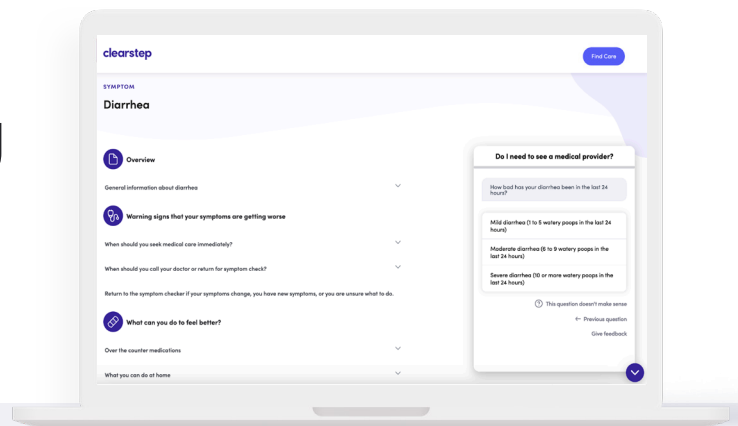 clearstep
Find Care
SYMPTOM
Diarrhea
Overview
General information about diarrhea
Warning signs that your symptoms are getting worse
When should you seek medical care immediately?
When should you call your doctor or return for symptom check?
Return to the symptom checker if your symptoms change, you have new symptoms, or you are unsure what to do.
What can you do to feel better?
Over the counter medications
What you can do at home
Do I need to see a medical provider?
How bad has your diarrhea been in the last 24
hours?
Mild diarrhea (1 to 5 watery poops in the last 24
hours)
Moderate diarrhea (6 to 9 watery poops in the
last 24 hours)
Severe diarrhea (10 or more watery poops in the
last 24 hours)
This question doesn't make sense
Previous question
Give feedback